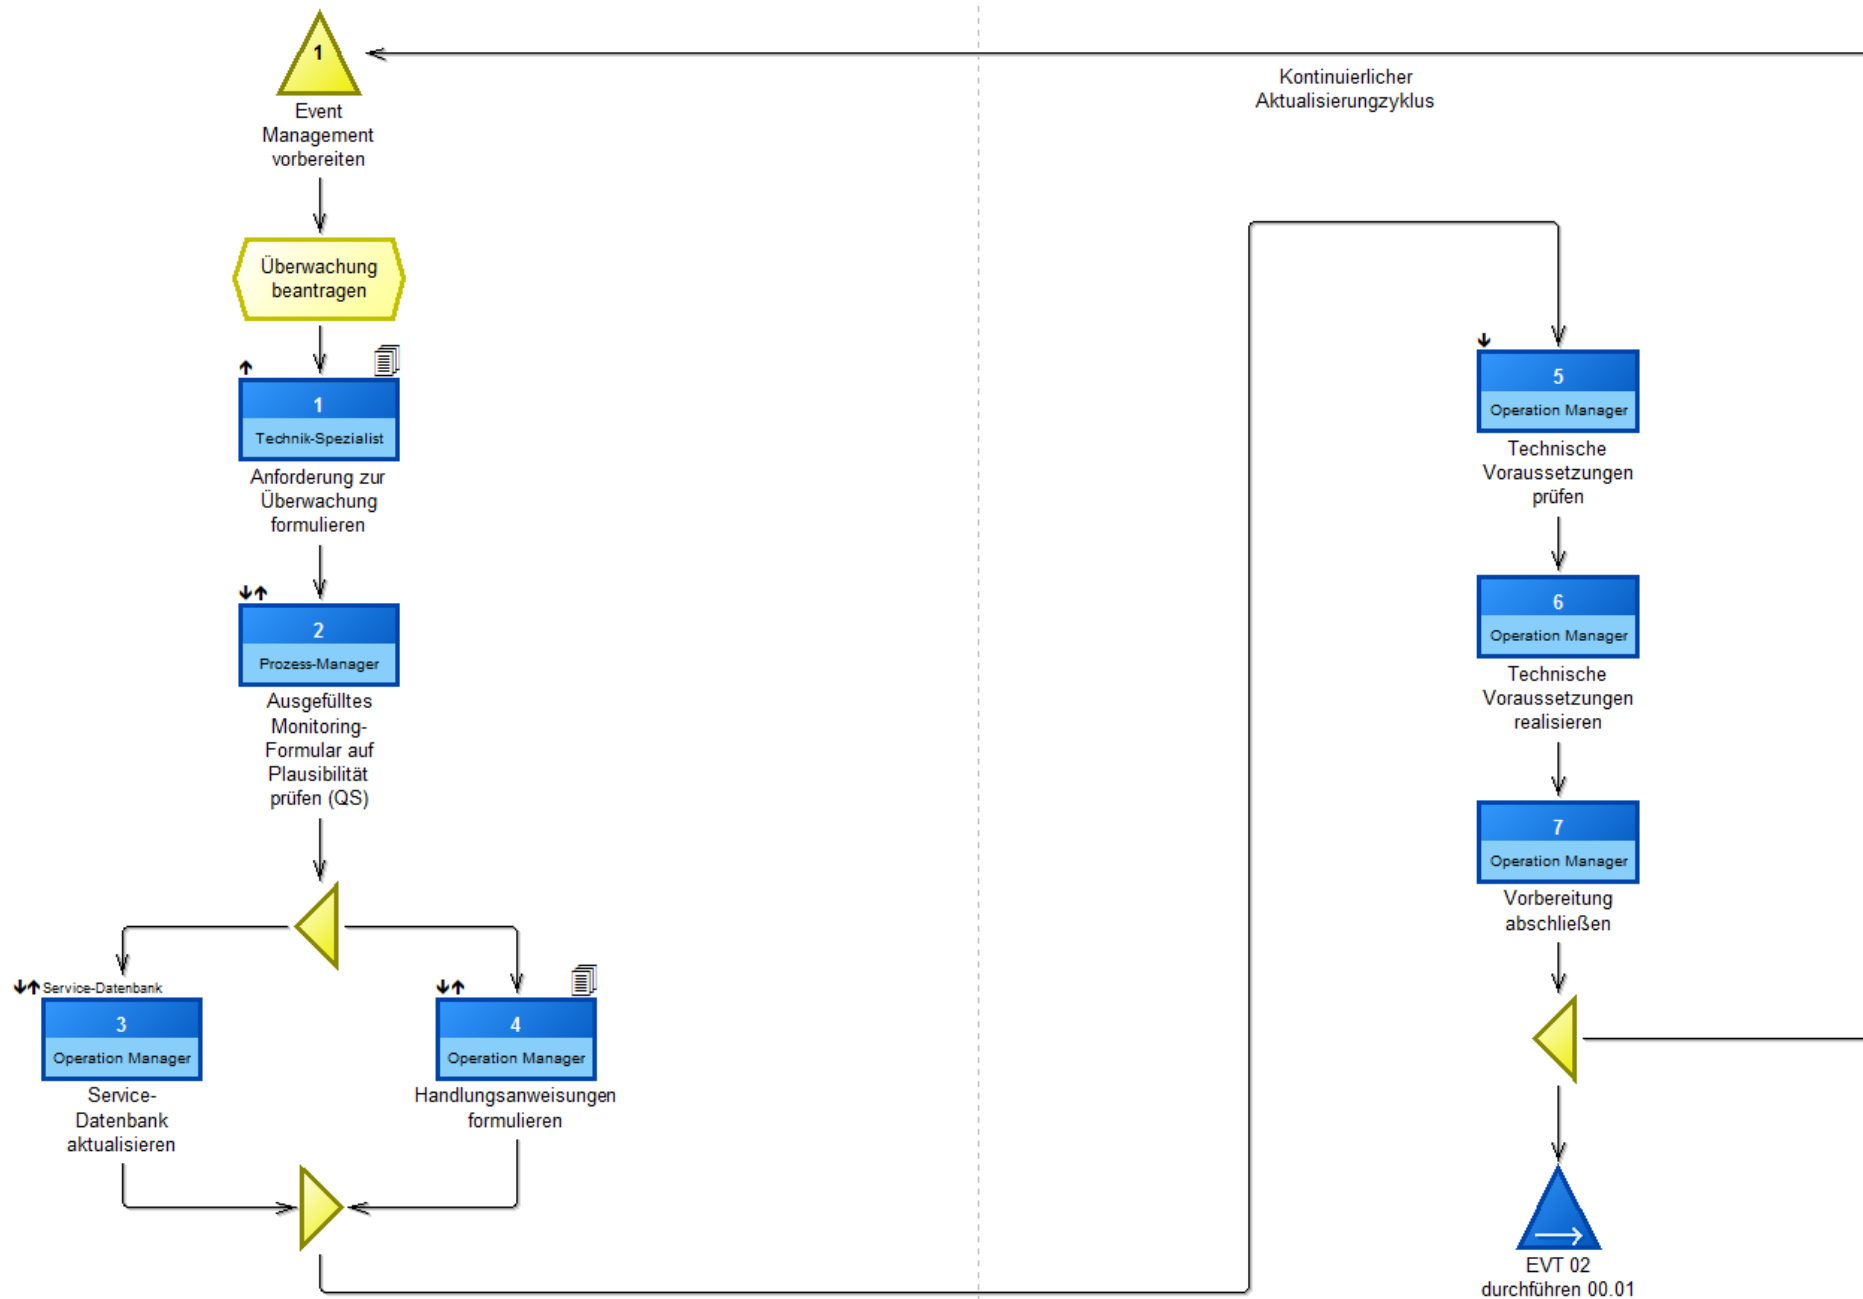 1
Event
Management
vorbereiten
Überwachung
beantragen
1
Technik-Spezialist
Anforderung zur
Überwachung
formulieren
2
Prozess-Manager
Ausgefülltes
Monitoring-
Formular auf
Plausibilität
prüfen (QS)
Service-Datenbank
3
Operation Manager
Service-
Datenbank
aktualisieren
4
Operation Manager
Handlungsanweisungen
formulieren
Kontinuierlicher
Aktualisierungzyklus
5
Operation Manager
Technische
Voraussetzungen
prüfen
6
Operation Manager
Technische
Voraussetzungen
realisieren
7
Operation Manager
Vorbereitung
abschließen
EVT 02
durchführen 00.01